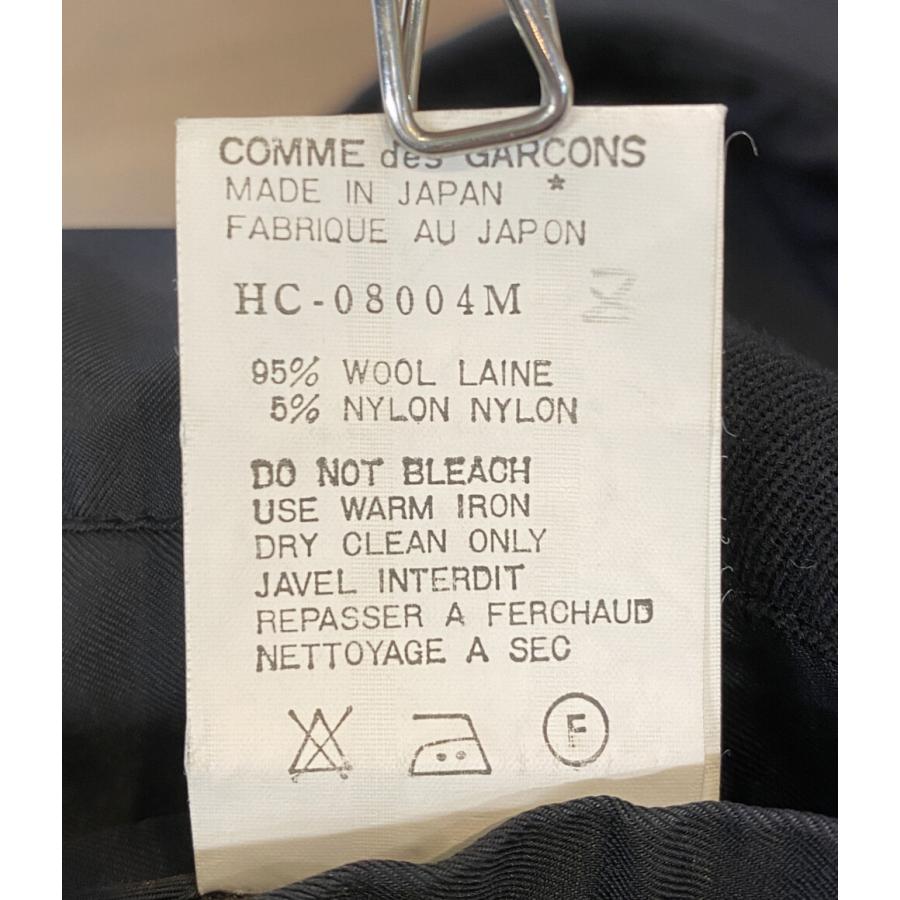 COMME des GARCONS
MADE IN JAPAN *
FABRIQUE AU JAPON
HC-08004M M
95% WOOL LAINE
5% NYLON NYLON
DO NOT BLEACH
USE WARM IRON
DRY CLEAN ONLY
JAVEL INTERDIT
REPASSER A FERCHAUD
NETTOYAGE A SEC
F